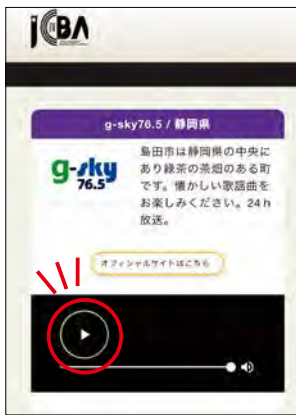 JCBA
g-sky76.5 / 静岡県
g-sky
76.5
島田市は静岡県の中央に
あり緑茶の茶畑のある町
です。懐かしい歌謡曲を
お楽しみください。24h
放送。
オフィシャルサイトはこちら